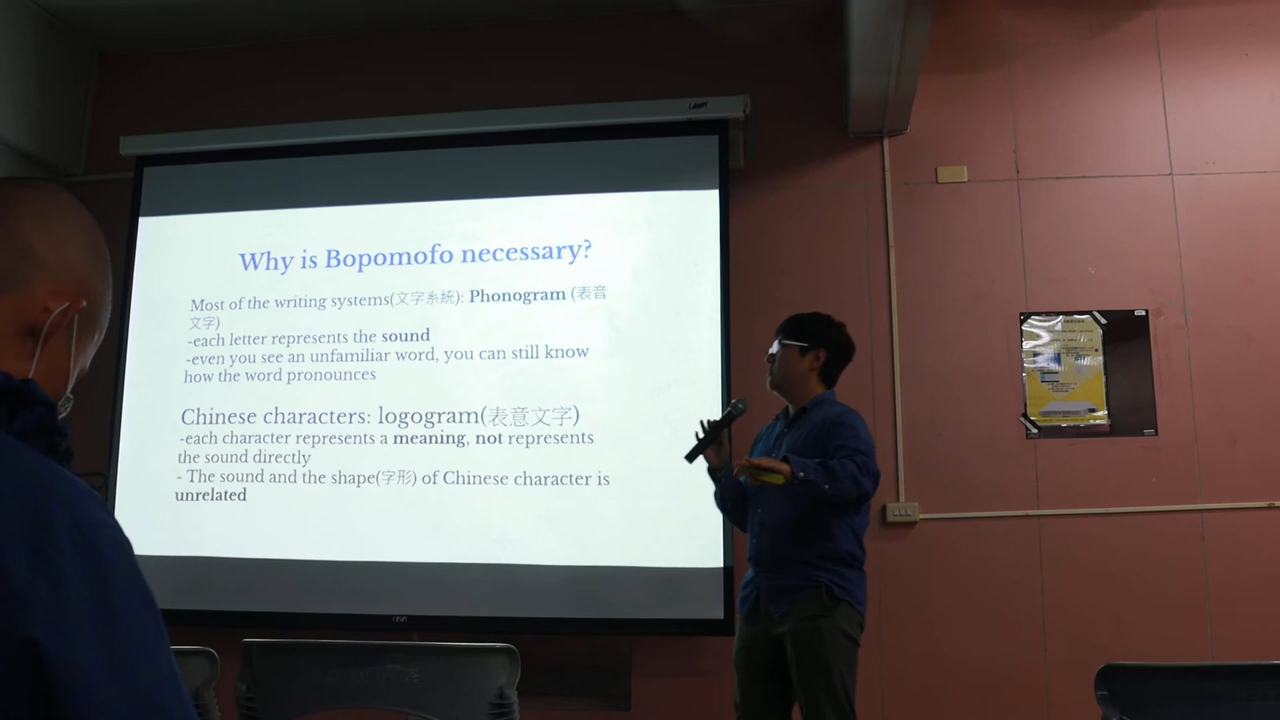 Why is Bopomofo necessary?
Most of the writing systems(文字系統): Phonogram (表音
文字)
-each letter represents the sound
-even you see an unfamiliar word, you can still know
how the word pronounces
Chinese characters: logogram(表意文字)
-each character represents a meaning, not represents
the sound directly
- The sound and the shape(字形) of Chinese character is
unrelated